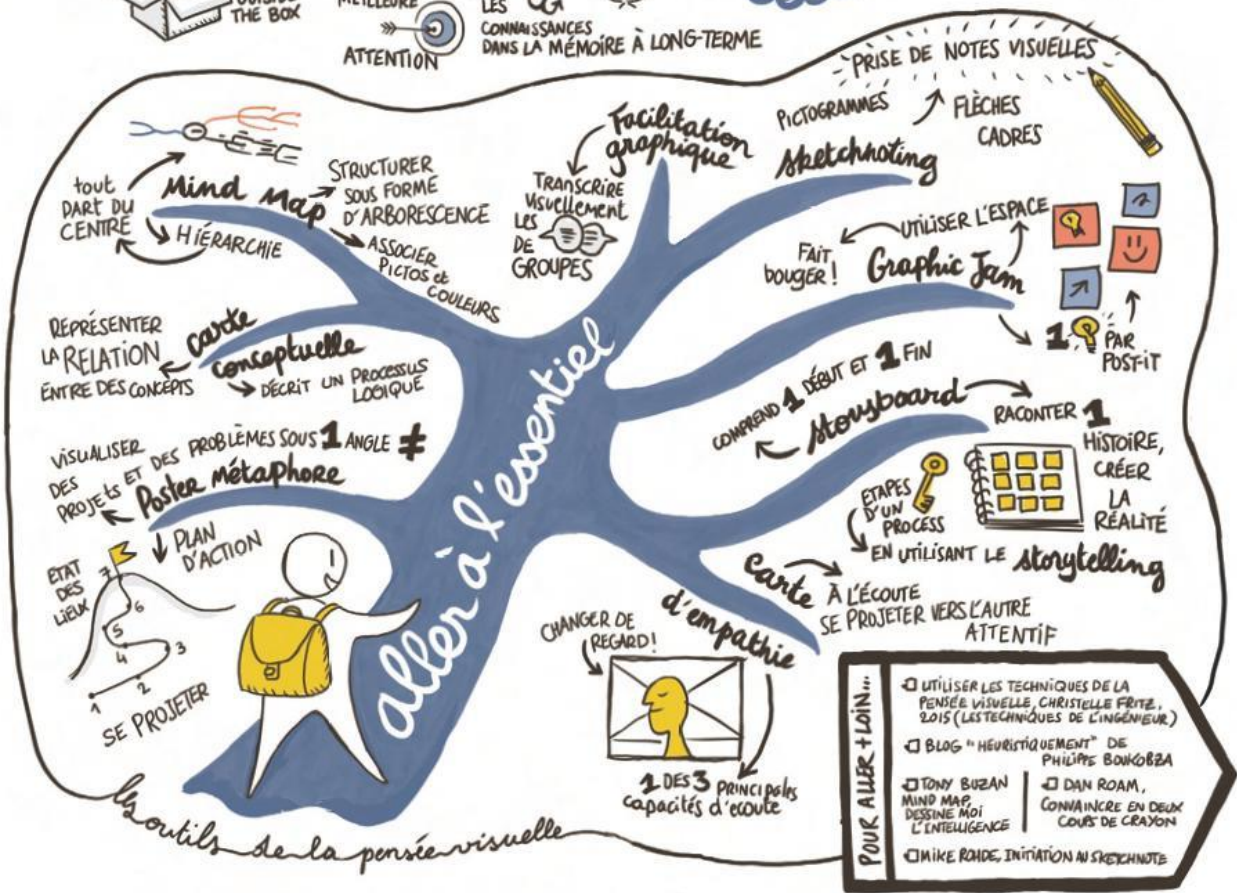 OUTSIDE
THE BOX
MEILLEURE
ATTENTION
LES
CONNAISSANCES
DANS LA MÉMOIRE À LONG-TERME
PRISE DE NOTES VISUELLES
PICTOGRAMMES
FLÈCHES
CADRES
sketchnoting
Facilitation
graphique
TRANSCRIRE
VISUELLEMENT
LES
DE
GROUPES
Mind Map
tout
PART DU
CENTRE
HIÉRARCHIE
STRUCTURER
SOUS FORME
D'ARBORESCENCE
ASSOCIER
PICTOS et
COULEURS
UTILISER L'ESPACE
FAIT
bouger !
Graphic Jam
1 PAR
POST-IT
REPRÉSENTER
LA RELATION
ENTRE DES CONCEPTS
carte
conceptuelle
DÉCRIT UN PROCESSUS
LOGIQUE
COMPREND 1 DÉBUT ET 1 FIN
storyboard
RACONTER 1
HISTOIRE,
CRÉER
LA
RÉALITÉ
ETAPES
D'UN
PROCESS
EN UTILISANT LE storytelling
VISUALISER
DES
PROJETS ET DES PROBLÈMES SOUS 1 ANGLE ≠
Poster métaphore
PLAN
D'ACTION
ETAT
DES
LIEUX
7
6
5
4
3
2
1
SE PROJETER
aller à l'essentiel
carte
d'empathie
À L'ÉCOUTE
SE PROJETER VERS L'AUTRE
ATTENTIF
CHANGER DE
REGARD !
1 DES 3 PRINCIPALES
capacités d'ecoute
les outils de la pensée visuelle
POUR ALLER + LOIN...
UTILISER LES TECHNIQUES DE LA
PENSÉE VISUELLE, CHRISTELLE FRITZ,
2015 (LES TECHNIQUES DE L'INGÉNIEUR)
BLOG "HEURISTIQUEMENT" DE
PHILIPPE BOUKOBZA
TONY BUZAN
MIND MAP,
DESSINE MOI
L'INTELLIGENCE
DAN ROAM,
CONVAINCRE EN DEUX
COUPS DE CRAYON
MIKE ROHDE, INITIATION AU SKETCHNOTE